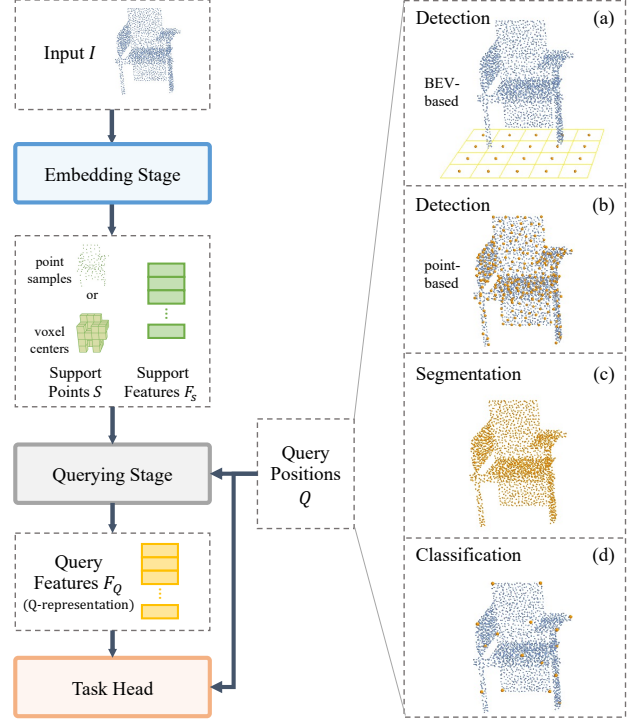 Input I
Embedding Stage
point
samples
or
voxel
centers
Support
Points S
Support
Features Fₛ
Querying Stage
Query
Positions
Q
Query
Features F_Q
(Q-representation)
Task Head
Detection (a)
BEV-
based
Detection (b)
point-
based
Segmentation (c)
Classification (d)